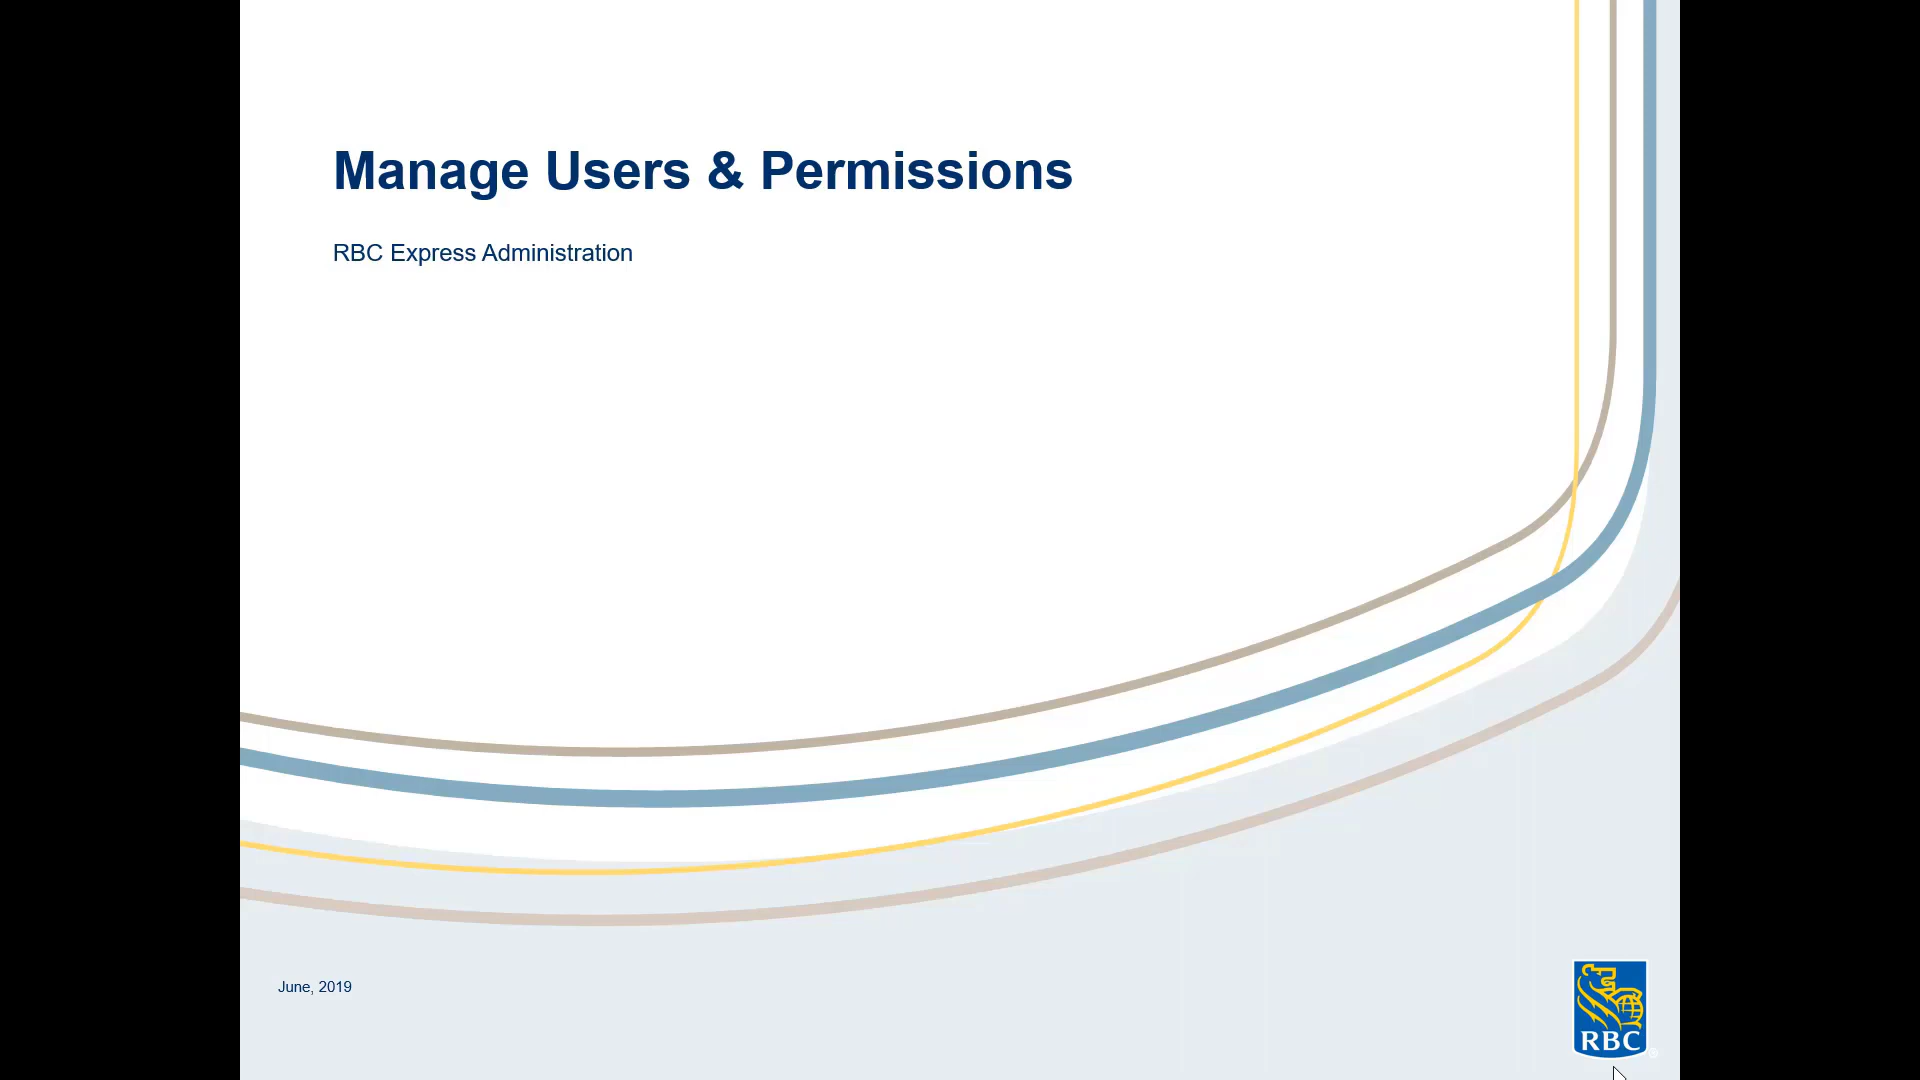 Manage Users & Permissions
RBC Express Administration
June, 2019
RBC
®